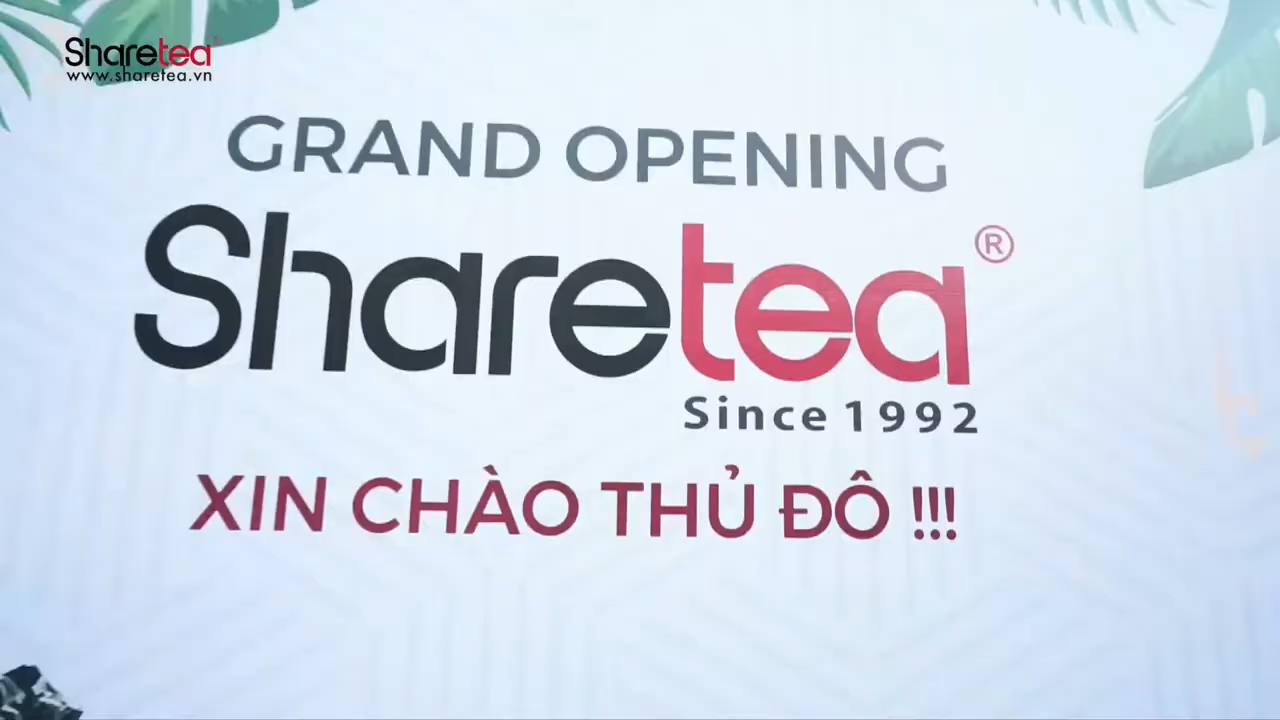 Sharetea
www.sharetea.vn
GRAND OPENING
Sharetea®
Since 1992
XIN CHÀO THỦ ĐÔ !!!